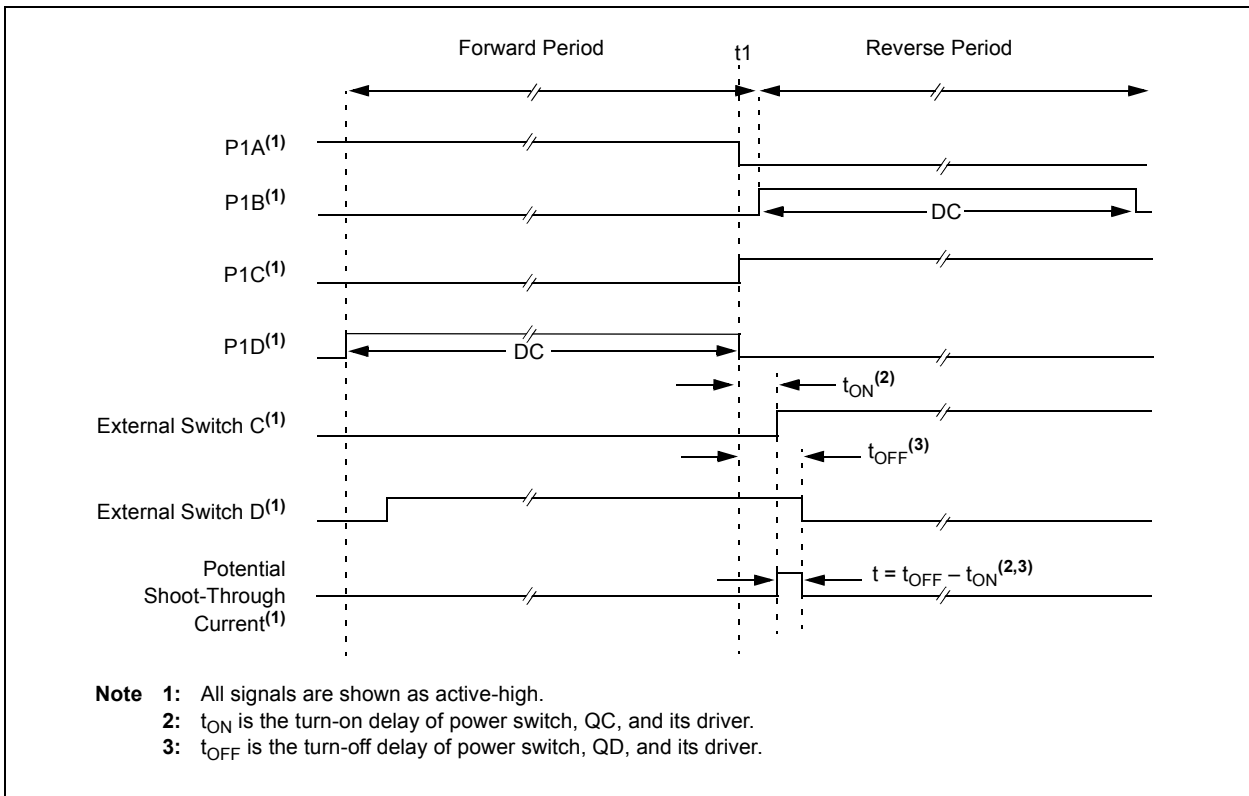 Forward Period
t1
Reverse Period
P1A(1)
P1B(1)
DC
P1C(1)
P1D(1)
DC
tON(2)
External Switch C(1)
tOFF(3)
External Switch D(1)
Potential
Shoot-Through
Current(1)
t = tOFF – tON(2,3)
Note 1: All signals are shown as active-high.
2: tON is the turn-on delay of power switch, QC, and its driver.
3: tOFF is the turn-off delay of power switch, QD, and its driver.